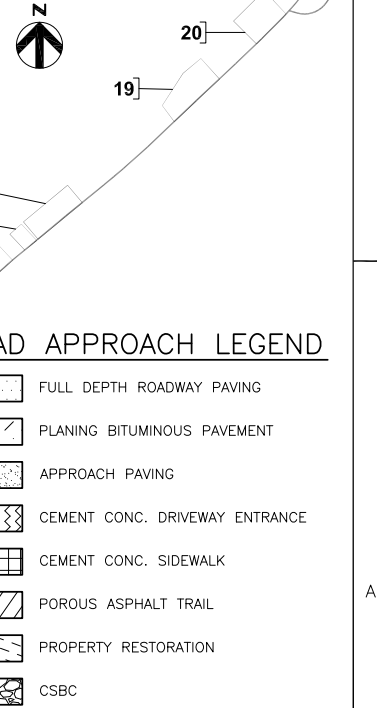 N
20
19
AD APPROACH LEGEND
FULL DEPTH ROADWAY PAVING
PLANING BITUMINOUS PAVEMENT
APPROACH PAVING
CEMENT CONC. DRIVEWAY ENTRANCE
CEMENT CONC. SIDEWALK
POROUS ASPHALT TRAIL
A
PROPERTY RESTORATION
CSBC